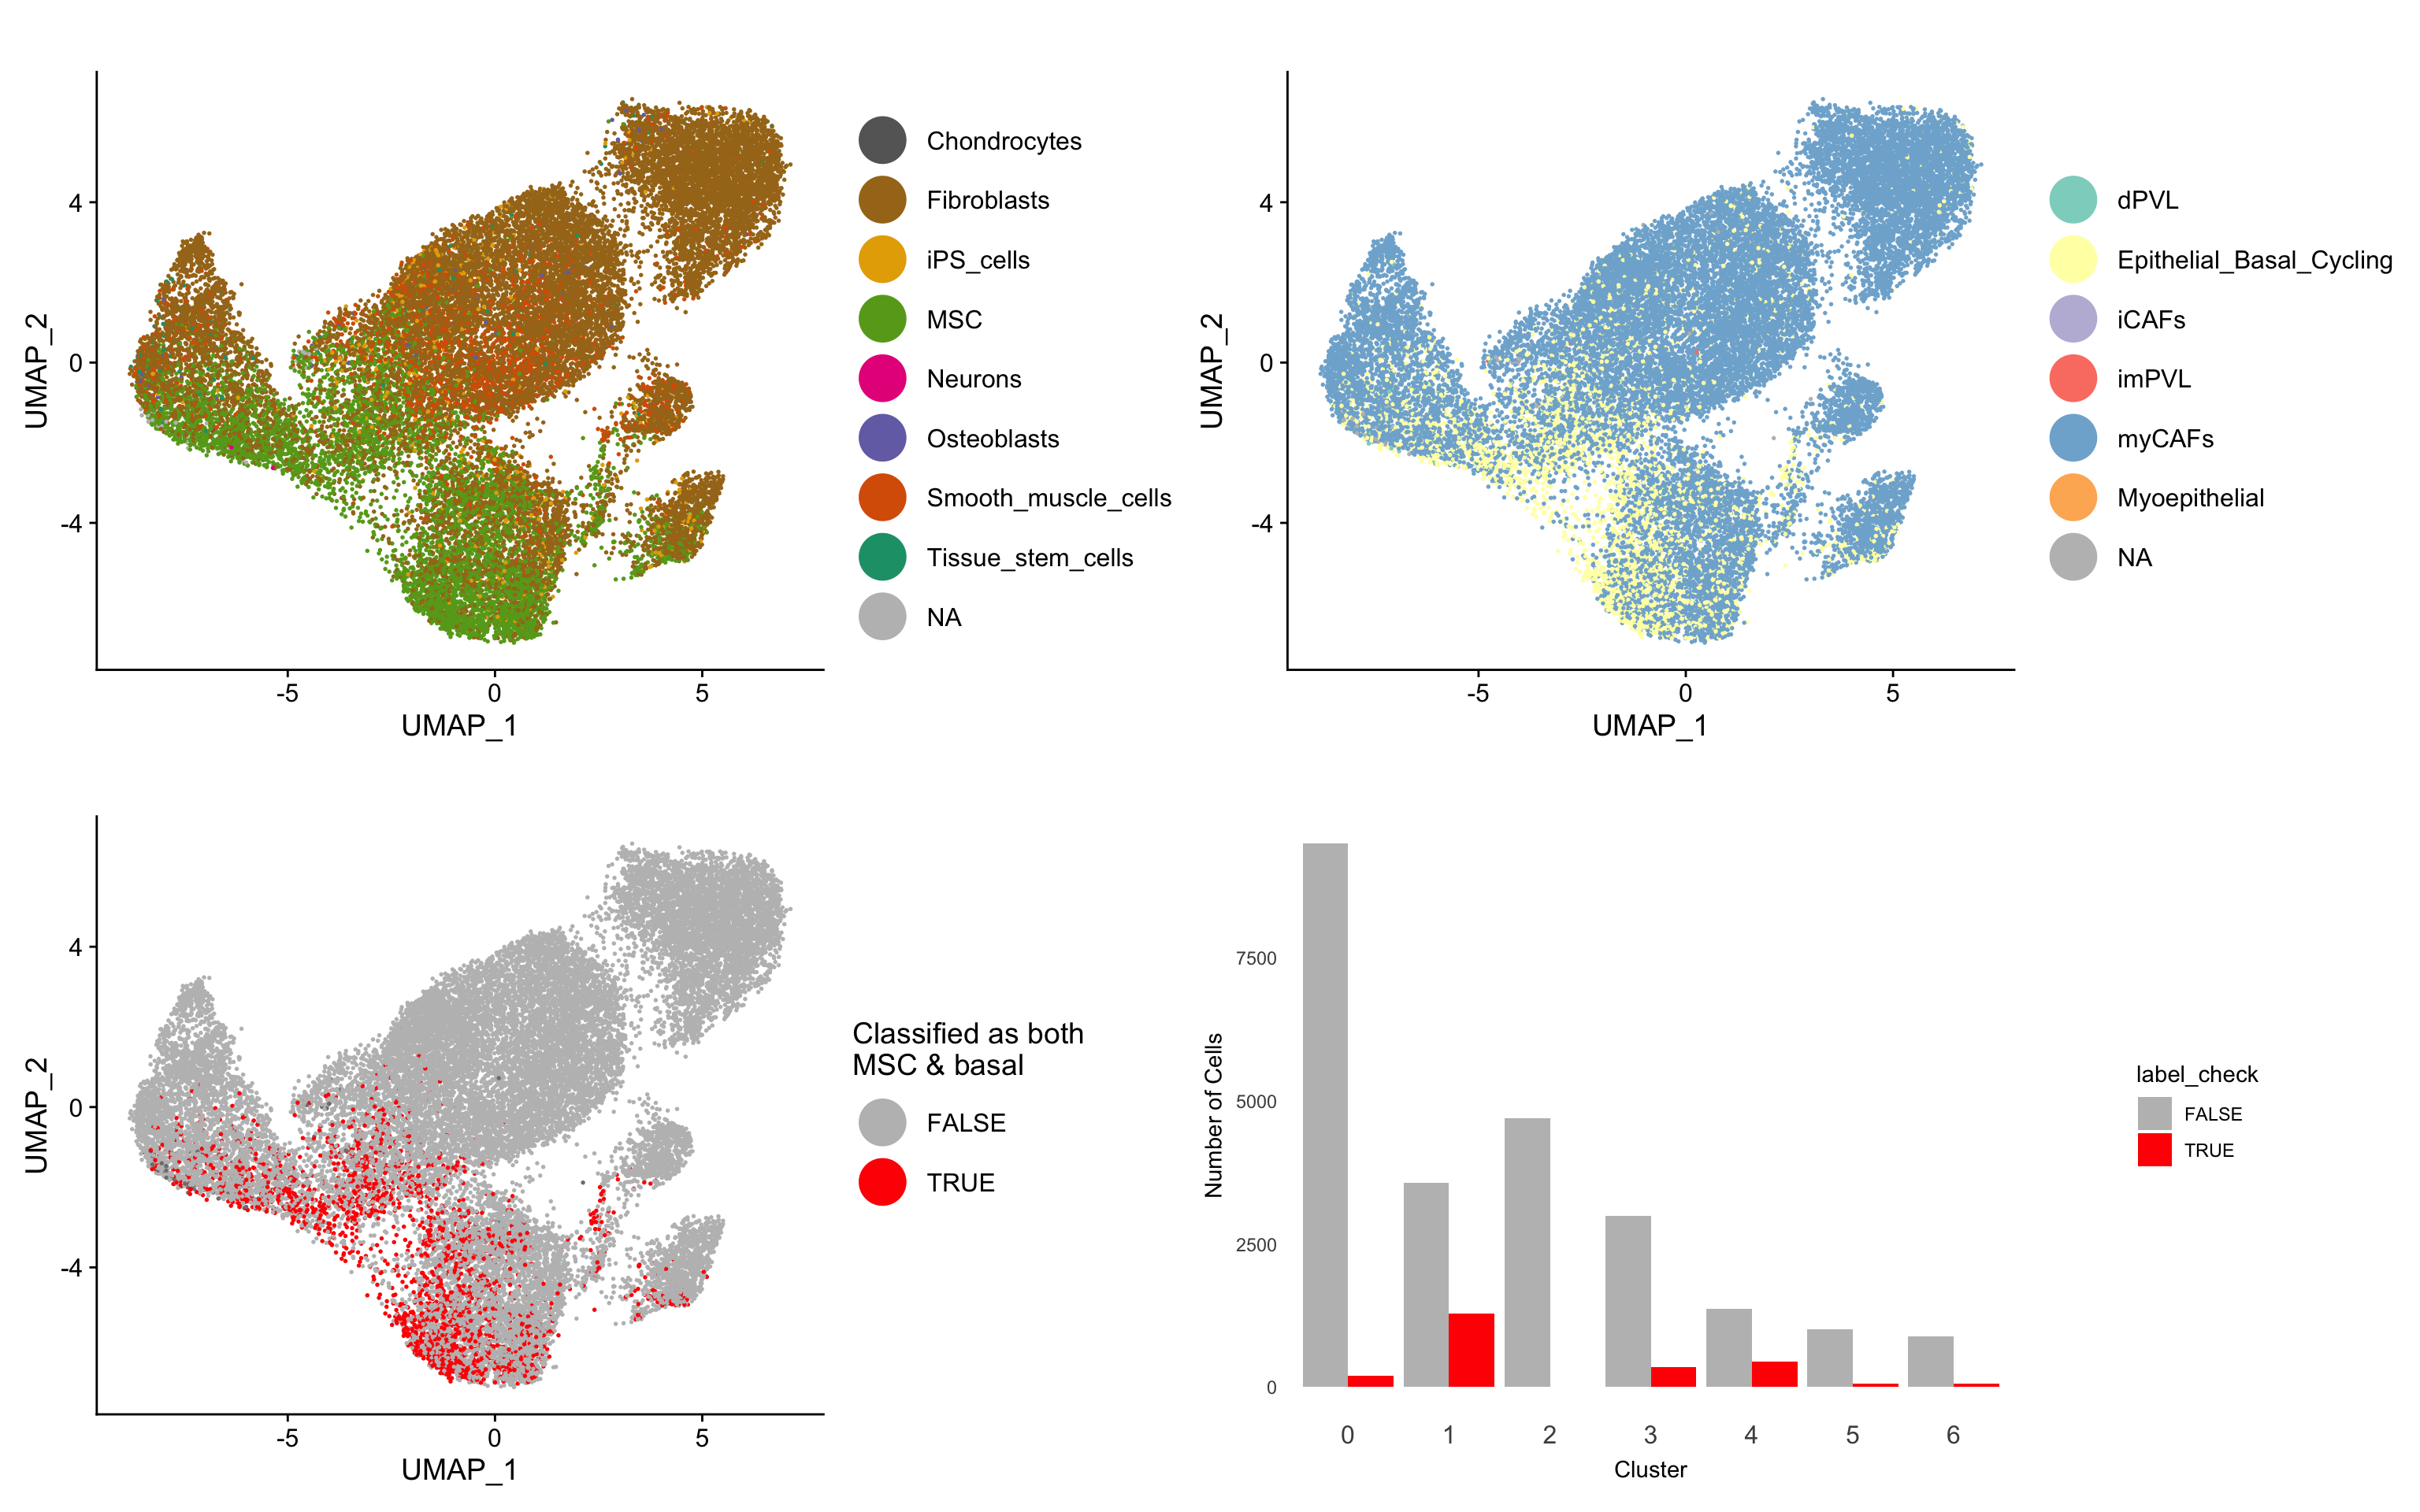 UMAP_2
4
0
-4
-5
0
5
UMAP_1
Chondrocytes
Fibroblasts
iPS_cells
MSC
Neurons
Osteoblasts
Smooth_muscle_cells
Tissue_stem_cells
NA
UMAP_2
4
0
-4
-5
0
5
UMAP_1
dPVL
Epithelial_Basal_Cycling
iCAFs
imPVL
myCAFs
Myoepithelial
NA
UMAP_2
4
0
-4
-5
0
5
UMAP_1
Classified as both
MSC & basal
FALSE
TRUE
Number of Cells
7500
5000
2500
0
0
1
2
3
4
5
6
Cluster
label_check
FALSE
TRUE